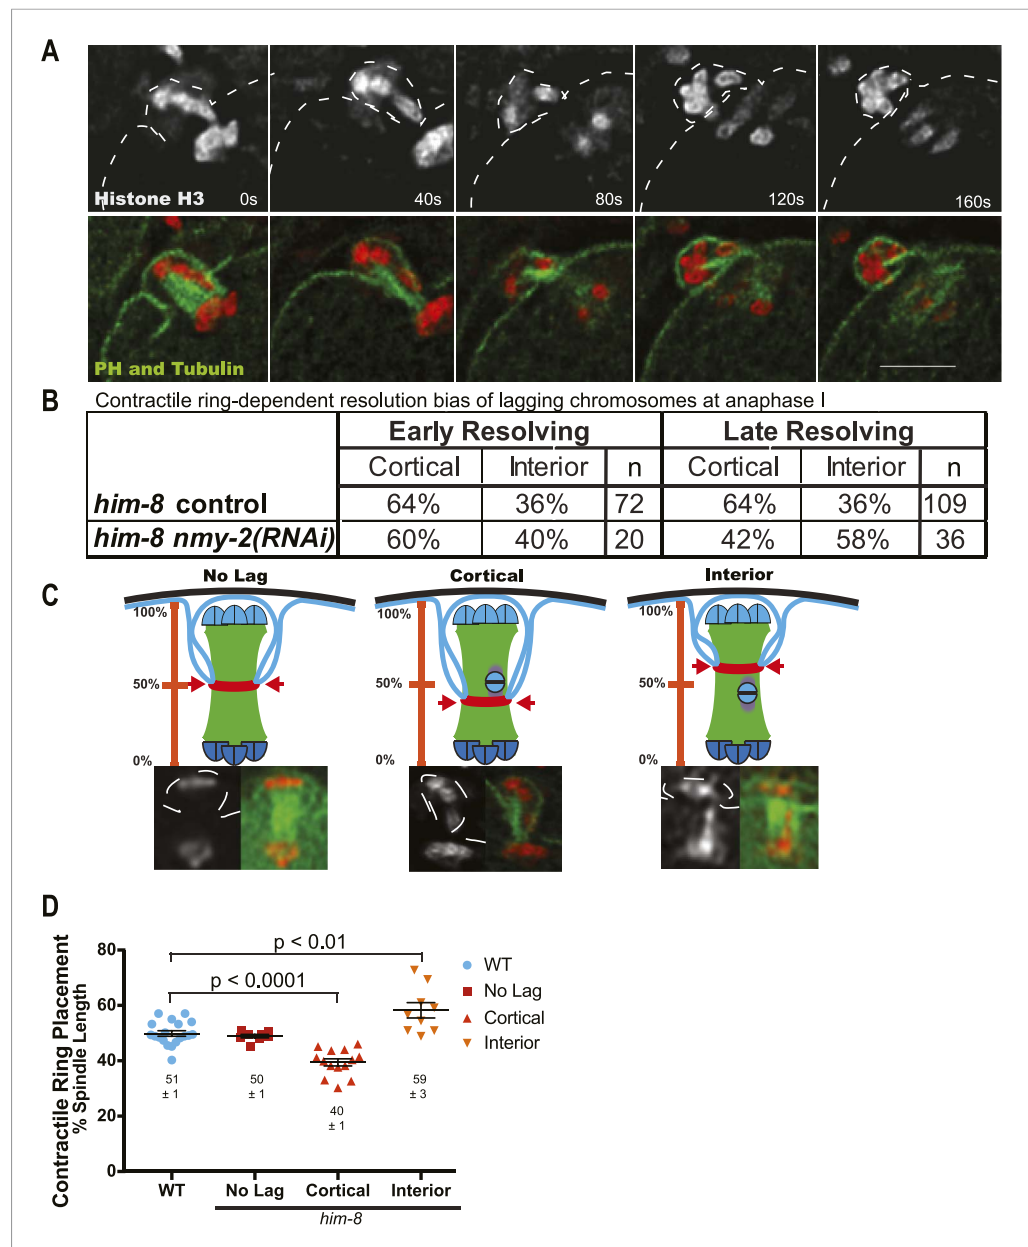 A
Histone H3
0s
40s
80s
120s
160s
PH and Tubulin
B
Contractile ring-dependent resolution bias of lagging chromosomes at anaphase I
Early Resolving Late Resolving
Cortical Interior n Cortical Interior n
him-8 control 64% 36% 72 64% 36% 109
him-8 nmy-2(RNAi) 60% 40% 20 42% 58% 36
C
No Lag Cortical Interior
100% 100% 100%
50% 50% 50%
0% 0% 0%
D
Contractile Ring Placement
% Spindle Length
80
60
40
20
0
p < 0.01
p < 0.0001
WT
No Lag
Cortical
Interior
51
± 1
50
± 1
40
± 1
59
± 3
WT No Lag Cortical Interior
him-8